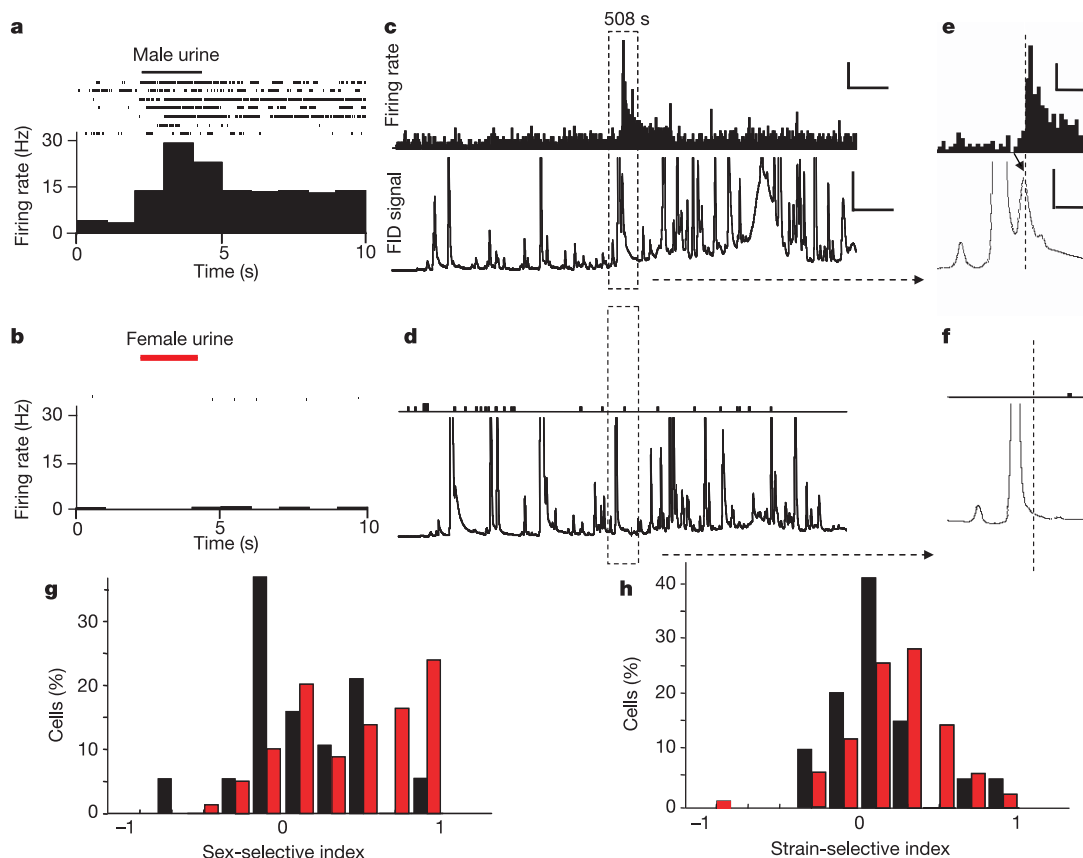 a
Male urine
Firing rate (Hz)
30
15
0
0
5
10
Time (s)
c
508 s
Firing rate
FID signal
e
b
Female urine
Firing rate (Hz)
30
15
0
0
5
10
Time (s)
d
f
g
Cells (%)
30
20
10
0
–1
0
1
Sex-selective index
h
Cells (%)
40
30
20
10
0
–1
0
1
Strain-selective index